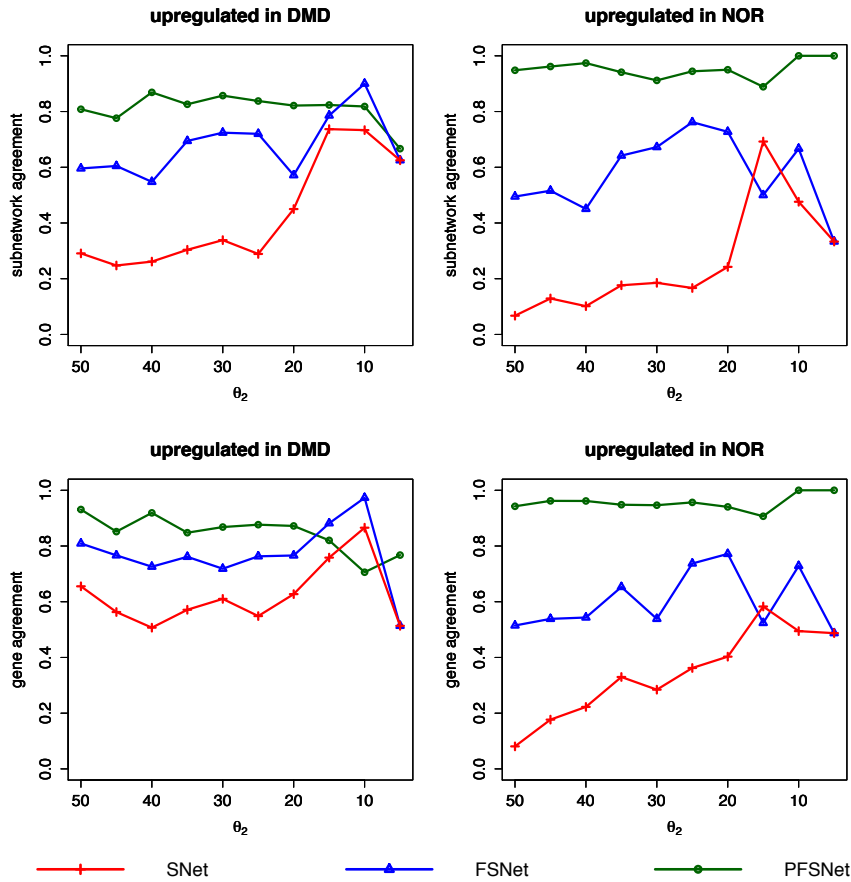 upregulated in DMD
subnetwork agreement
1.0
0.8
0.6
0.4
0.2
0.0
50 40 30 20 10
θ2
upregulated in NOR
subnetwork agreement
1.0
0.8
0.6
0.4
0.2
0.0
50 40 30 20 10
θ2
upregulated in DMD
gene agreement
1.0
0.8
0.6
0.4
0.2
0.0
50 40 30 20 10
θ2
upregulated in NOR
gene agreement
1.0
0.8
0.6
0.4
0.2
0.0
50 40 30 20 10
θ2
SNet FSNet PFSNet